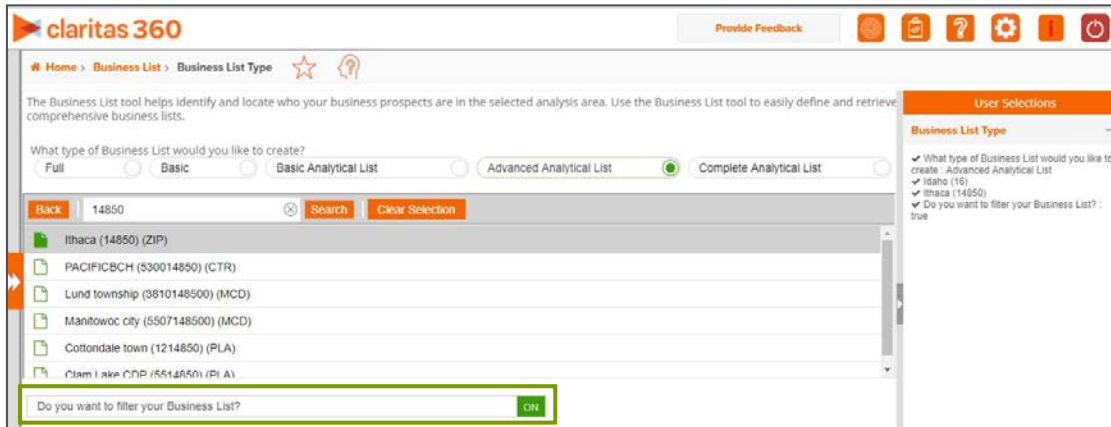 claritas 360
Provide Feedback
Home > Business List > Business List Type
The Business List tool helps identify and locate who your business prospects are in the selected analysis area. Use the Business List tool to easily define and retrieve
comprehensive business lists.
What type of Business List would you like to create?
Full Basic Basic Analytical List Advanced Analytical List Complete Analytical List
Back 14850 Search Clear Selection
Ithaca (14850) (ZIP)
PACIFICBCH (530014850) (CTR)
Lund township (3810148500) (MCD)
Manitowoc city (5507148500) (MCD)
Cottondale town (1214850) (PLA)
Clam Lake CDP (5514850) (PLA)
Do you want to filter your Business List? ON
User Selections
Business List Type
What type of Business List would you like to
create : Advanced Analytical List
Idaho (16)
Ithaca (14850)
Do you want to filter your Business List? :
true